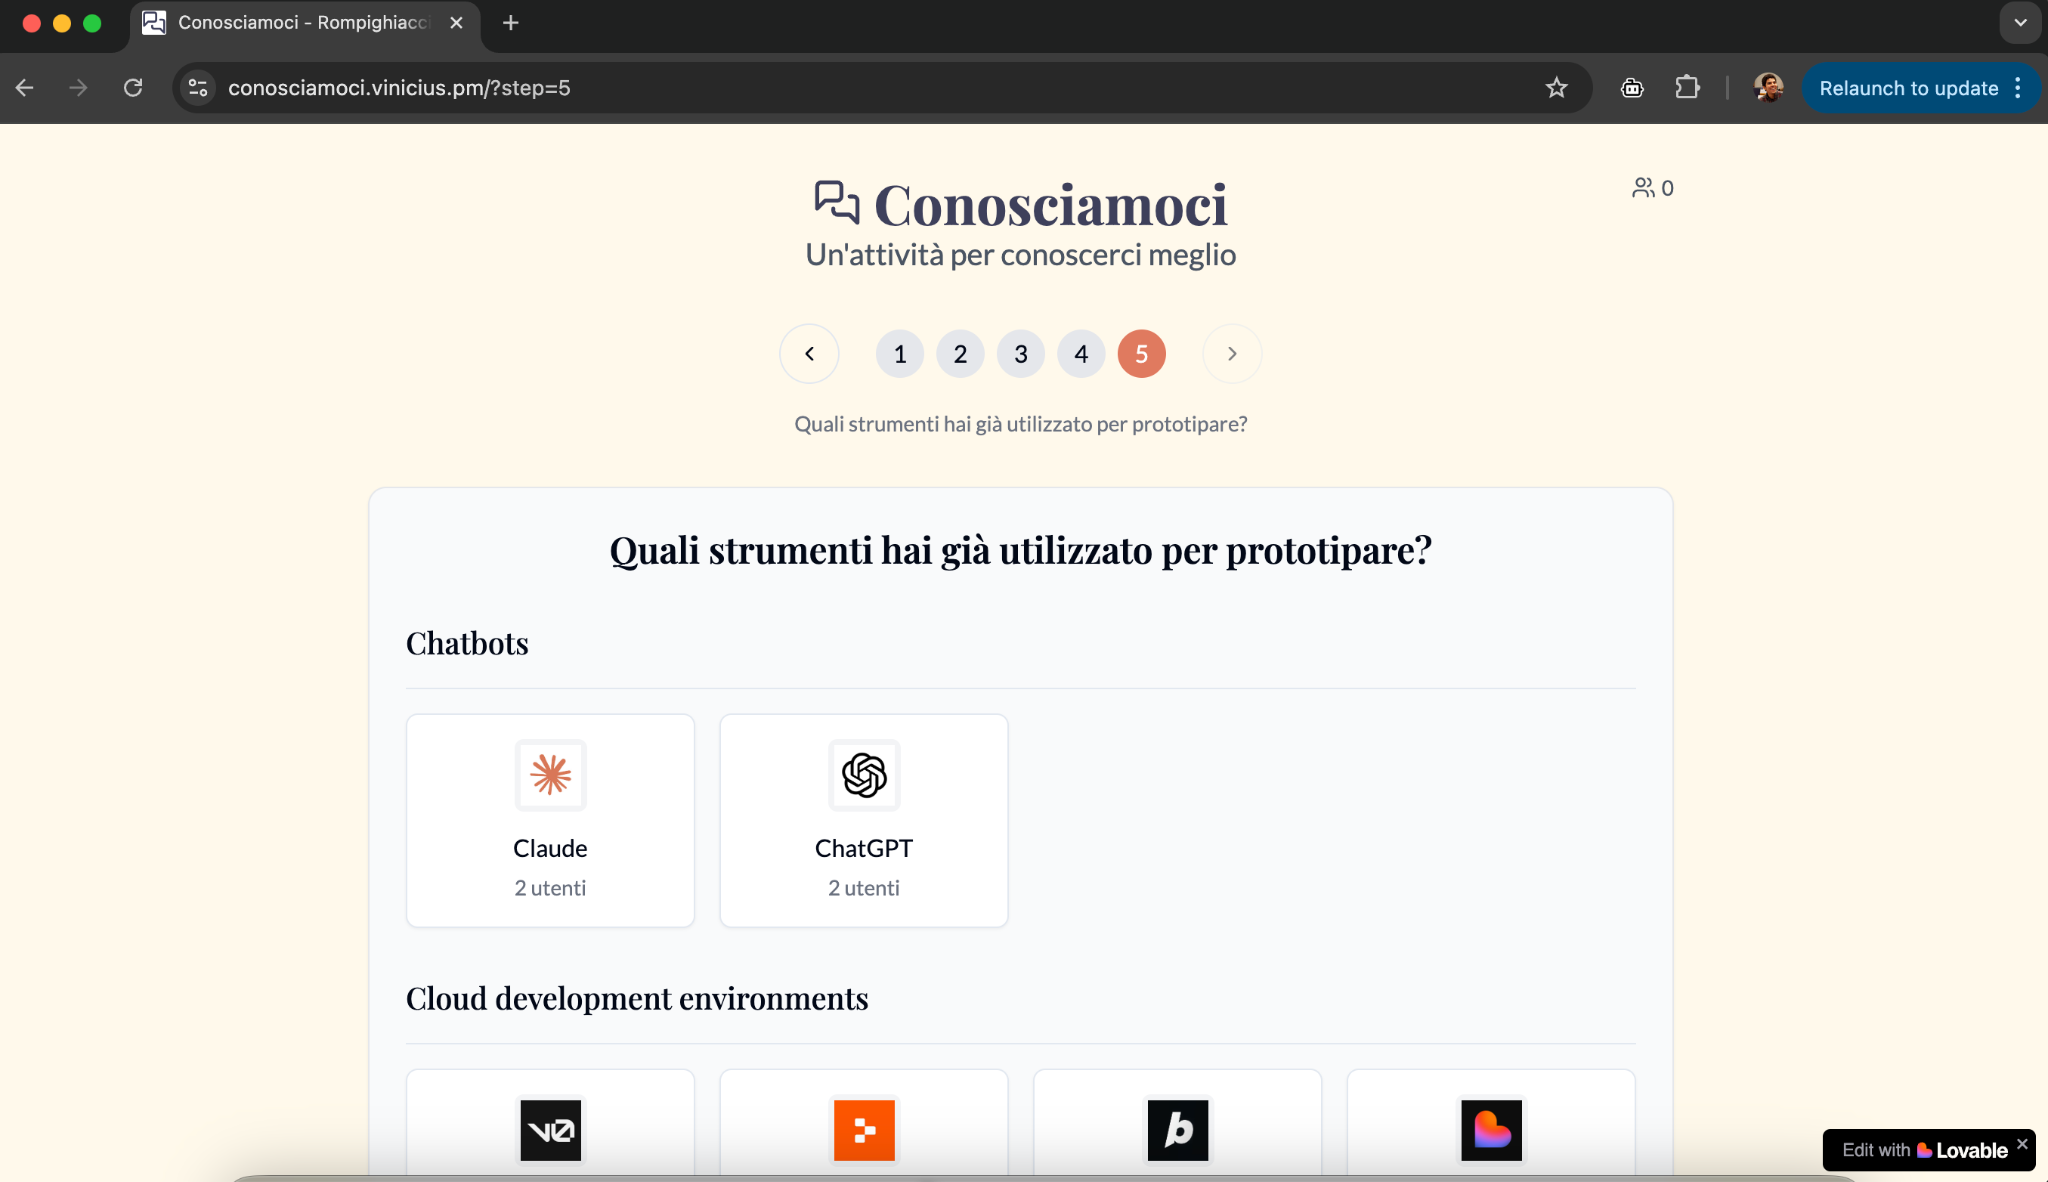 Conosciamoci - Rompighiacci
conosciamoci.vinicius.pm/?step=5
Relaunch to update
Conosciamoci
0
Un'attività per conoscerci meglio
1 2 3 4 5
Quali strumenti hai già utilizzato per prototipare?
Quali strumenti hai già utilizzato per prototipare?
Chatbots
Claude
2 utenti
ChatGPT
2 utenti
Cloud development environments
v0
b
Edit with Lovable